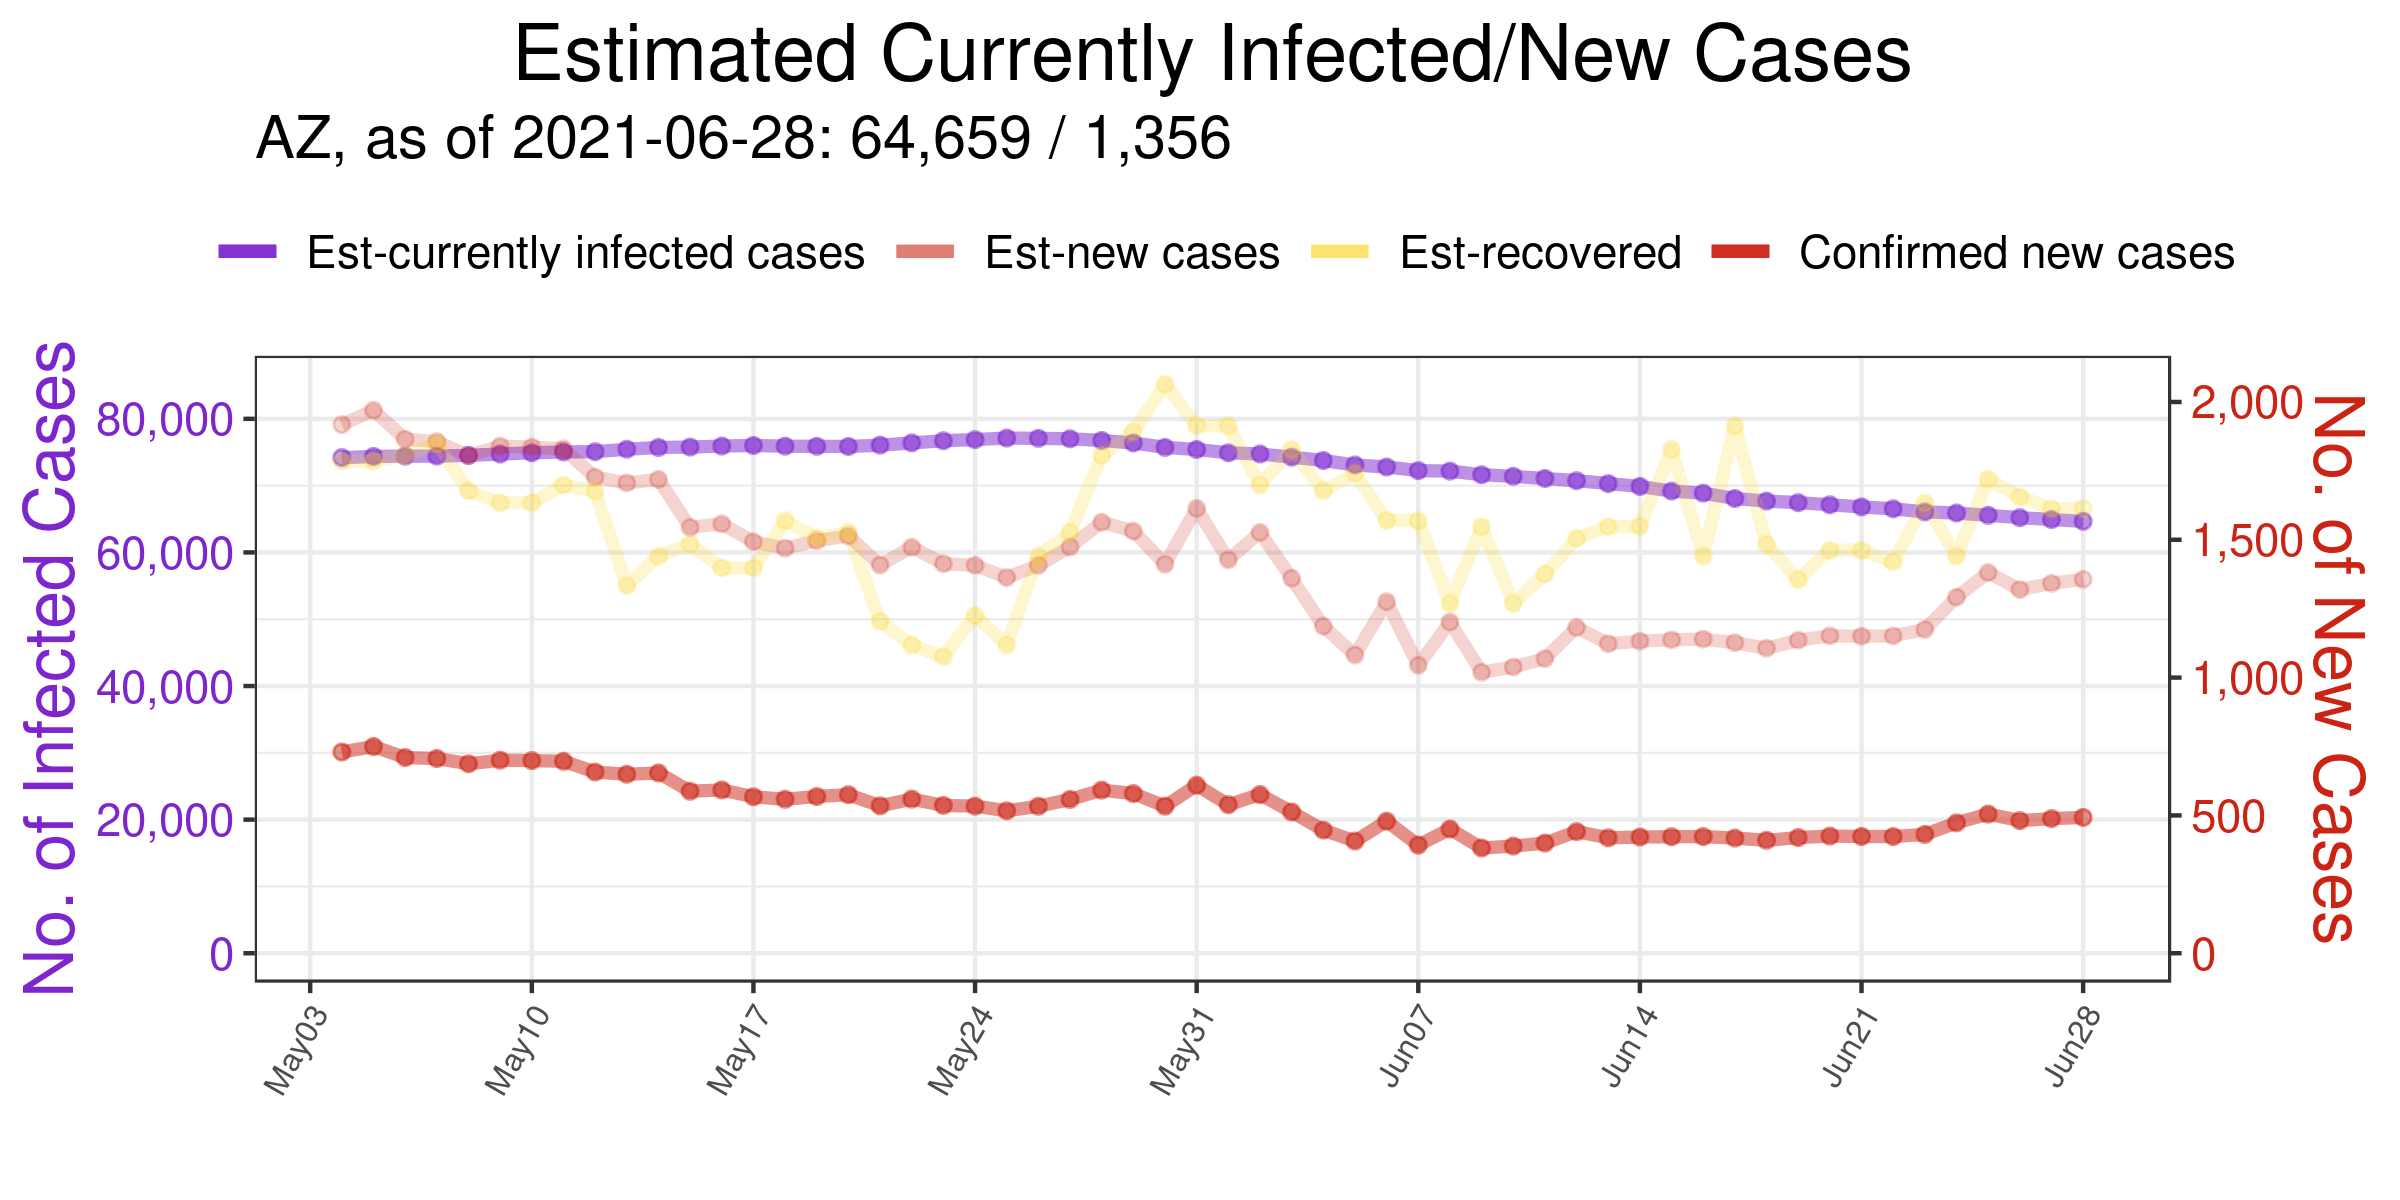 Estimated Currently Infected/New Cases
AZ, as of 2021-06-28: 64,659 / 1,356
Est-currently infected cases Est-new cases Est-recovered Confirmed new cases
No. of Infected Cases
80,000
60,000
40,000
20,000
0
2,000
1,500
1,000
500
0
No. of New Cases
May03 May10 May17 May24 May31 Jun07 Jun14 Jun21 Jun28